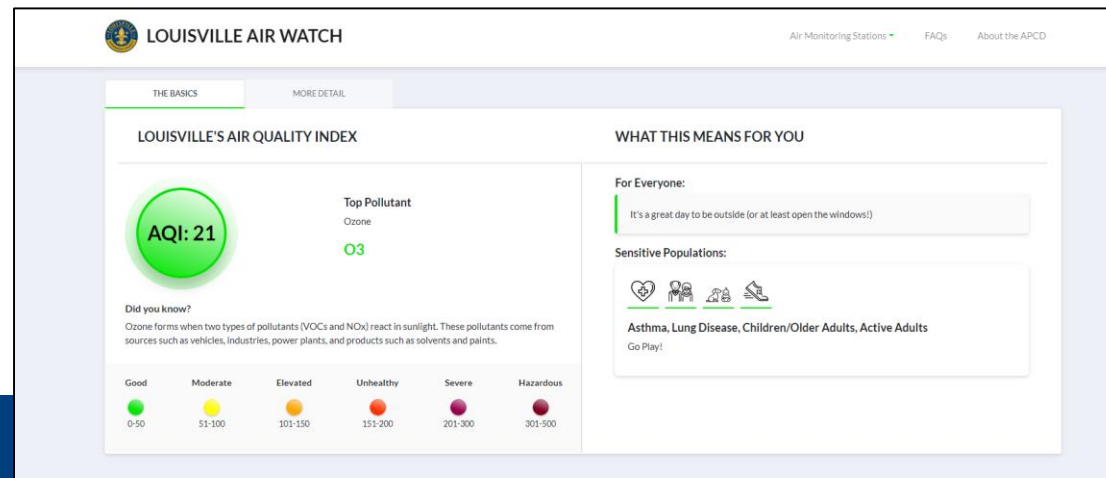 LOUISVILLE AIR WATCH
Air Monitoring Stations
FAQs
About the APCD
THE BASICS
MORE DETAIL
LOUISVILLE'S AIR QUALITY INDEX
AQI: 21
Top Pollutant
Ozone
O3
Did you know?
Ozone forms when two types of pollutants (VOCs and NOx) react in sunlight. These pollutants come from
sources such as vehicles, industries, power plants, and products such as solvents and paints.
Good Moderate Elevated Unhealthy Severe Hazardous
0-50 51-100 101-150 151-200 201-300 301-500
WHAT THIS MEANS FOR YOU
For Everyone:
It's a great day to be outside (or at least open the windows!)
Sensitive Populations:
Asthma, Lung Disease, Children/Older Adults, Active Adults
Go Play!